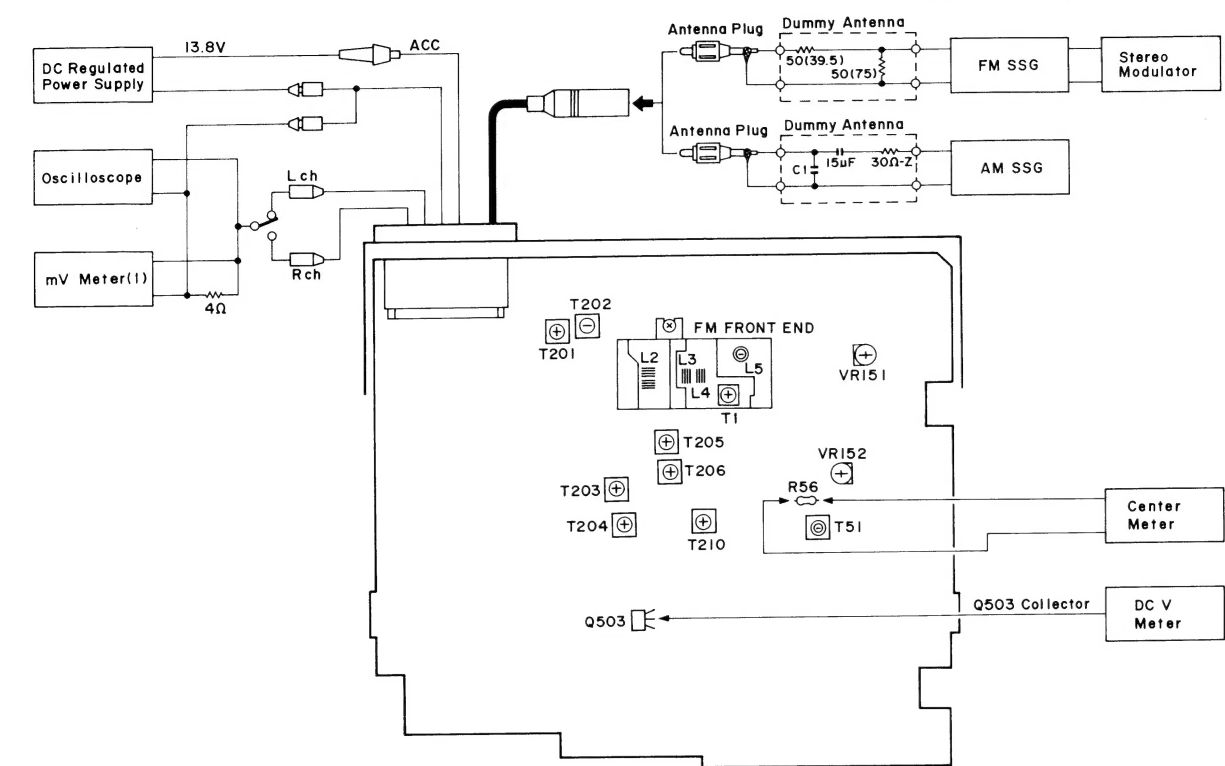 Antenna Plug
Dummy Antenna
13.8V
ACC
DC Regulated
Power Supply
50(39.5)
50(75)
FM SSG
Stereo
Modulator
Antenna Plug
Dummy Antenna
C1
15μF
30Ω-Z
AM SSG
Oscilloscope
Lch
Rch
mV Meter(1)
4Ω
T202
T201
FM FRONT END
L2
L3
L4
L5
T1
VR151
T205
T206
VR152
R56
T203
T204
T210
T51
Center
Meter
Q503
Q503 Collector
DC V
Meter